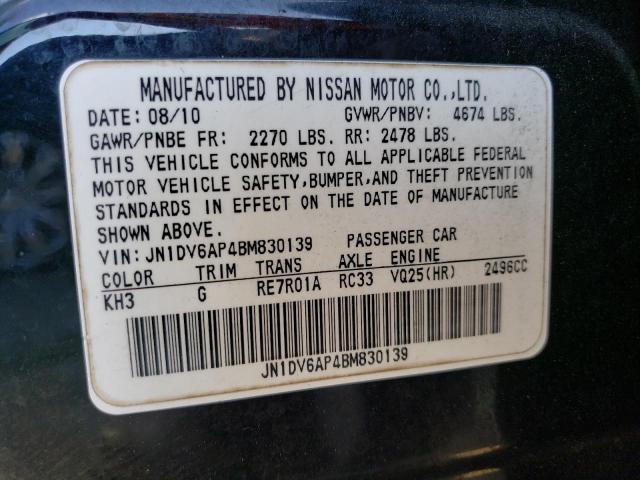 MANUFACTURED BY NISSAN MOTOR CO.,LTD.
DATE: 08/10 GVWR/PNBV: 4674 LBS.
GAWR/PNBE FR: 2270 LBS. RR: 2478 LBS.
THIS VEHICLE CONFORMS TO ALL APPLICABLE FEDERAL
MOTOR VEHICLE SAFETY,BUMPER,AND THEFT PREVENTION
STANDARDS IN EFFECT ON THE DATE OF MANUFACTURE
SHOWN ABOVE.
VIN:JN1DV6AP4BM830139 PASSENGER CAR
COLOR TRIM TRANS AXLE ENGINE
KH3 G RE7R01A RC33 VQ25(HR) 2496CC
JN1DV6AP4BM830139